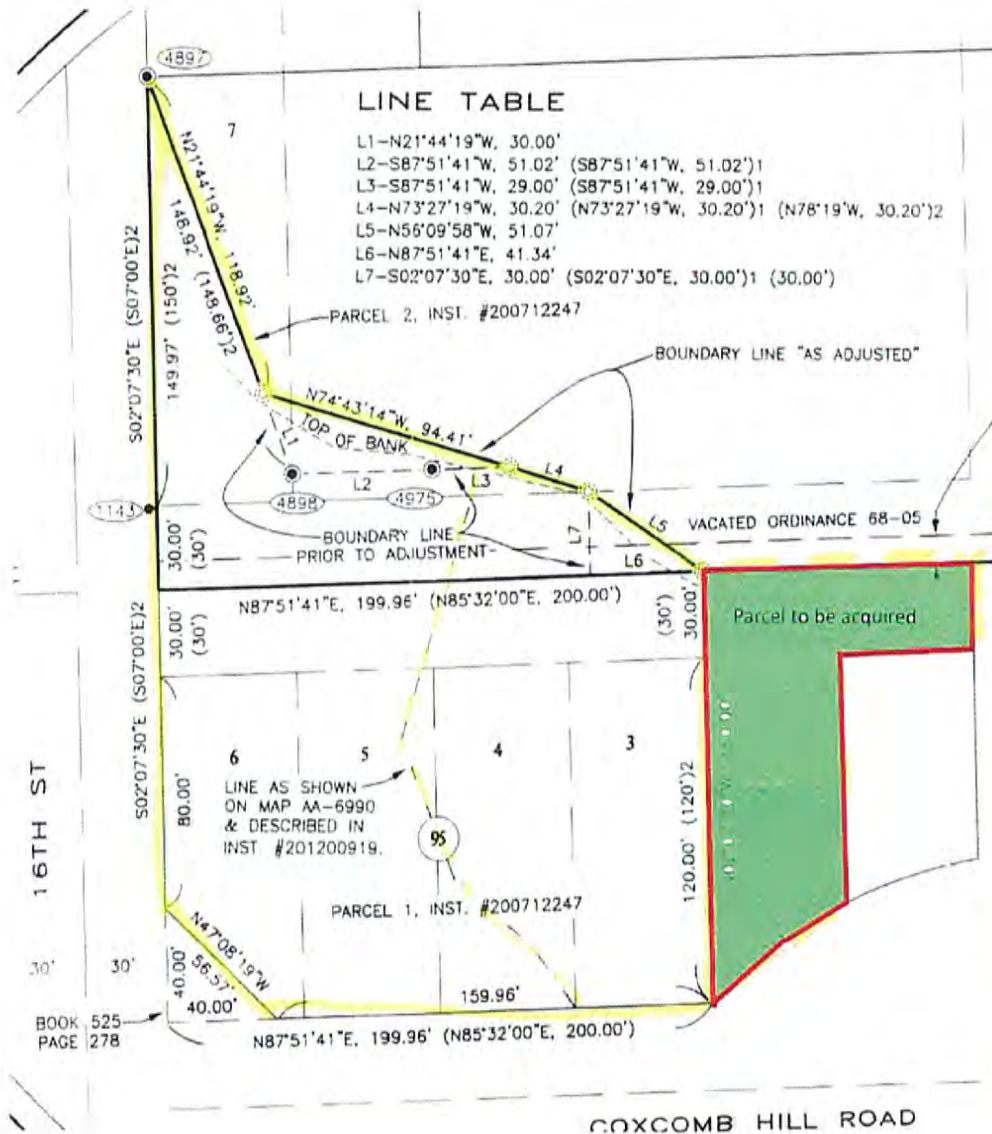 4897
LINE TABLE
7
L1-N21°44'19"W, 30.00'
L2-S87°51'41"W, 51.02' (S87°51'41"W, 51.02')1
L3-S87°51'41"W, 29.00' (S87°51'41"W, 29.00')1
L4-N73°27'19"W, 30.20' (N73°27'19"W, 30.20')1 (N78°19'W, 30.20')2
L5-N56°09'58"W, 51.07'
L6-N87°51'41"E, 41.34'
L7-S02°07'30"E, 30.00' (S02°07'30"E, 30.00')1 (30.00')
N21°44'19"W, 118.92'
148.92' (148.66')2
S02°07'30"E (S07°00'E)2
149.97' (150')2
PARCEL 2, INST. #200712247
BOUNDARY LINE "AS ADJUSTED"
N74°43'14"W, 94.41'
TOP OF BANK
L1
L2
L3
L4
L5
L6
L7
4898
4975
1143
BOUNDARY LINE
PRIOR TO ADJUSTMENT
VACATED ORDINANCE 68-05
30.00'
(30')
N87°51'41"E, 199.96' (N85°32'00"E, 200.00')
30.00'
(30')
(30')
30.00'
Parcel to be acquired
S02°07'30"E (S07°00'E)2
80.00'
6
5
4
3
LINE AS SHOWN
ON MAP AA-6990
& DESCRIBED IN
INST. #201200919.
95
120.00' (120')2
16TH ST
PARCEL 1, INST. #200712247
N47°08'19"W
56.57'
30'
30'
40.00'
40.00'
159.96'
BOOK 525
PAGE 278
N87°51'41"E, 199.96' (N85°32'00"E, 200.00')
COXCOMB HILL ROAD